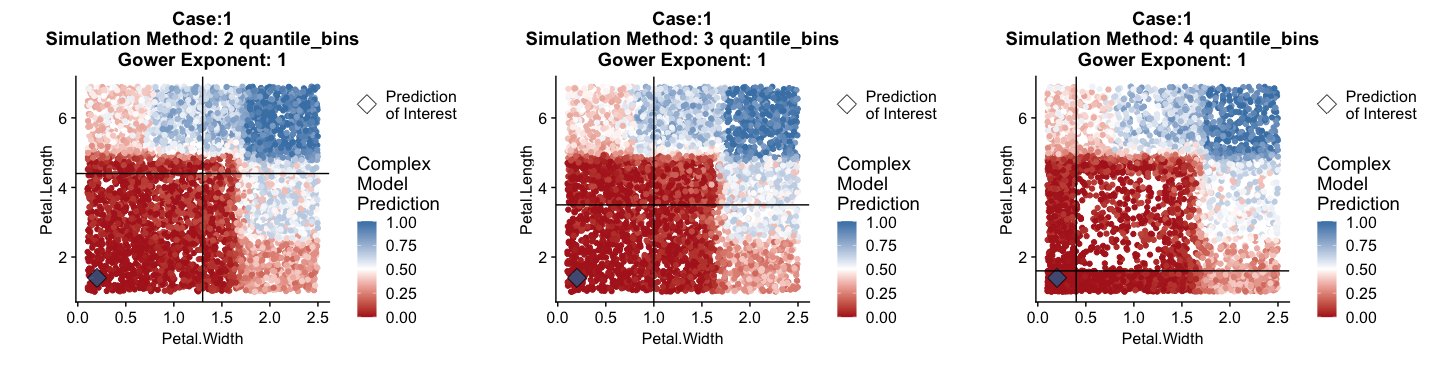 Case:1
Simulation Method: 2 quantile_bins
Gower Exponent: 1
Petal.Length
6
4
2
0.0 0.5 1.0 1.5 2.0 2.5
Petal.Width
Prediction
of Interest
Complex
Model
Prediction
1.00
0.75
0.50
0.25
0.00
Case:1
Simulation Method: 3 quantile_bins
Gower Exponent: 1
Petal.Length
6
4
2
0.0 0.5 1.0 1.5 2.0 2.5
Petal.Width
Prediction
of Interest
Complex
Model
Prediction
1.00
0.75
0.50
0.25
0.00
Case:1
Simulation Method: 4 quantile_bins
Gower Exponent: 1
Petal.Length
6
4
2
0.0 0.5 1.0 1.5 2.0 2.5
Petal.Width
Prediction
of Interest
Complex
Model
Prediction
1.00
0.75
0.50
0.25
0.00